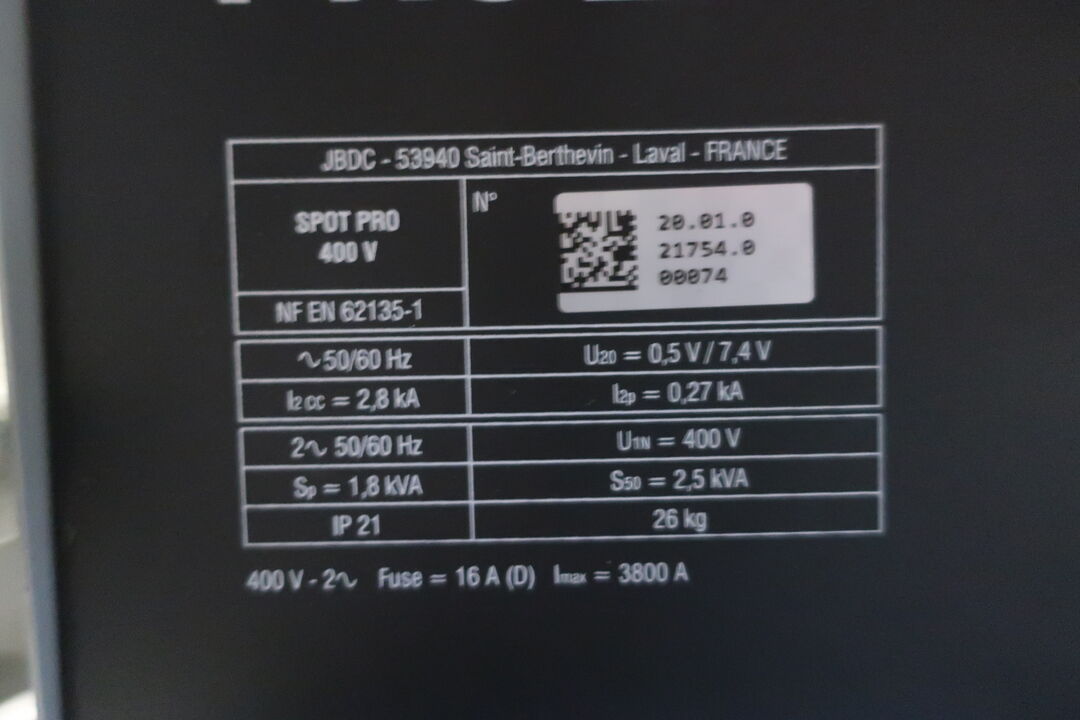 JBDC - 53940 Saint-Berthevin - Laval - FRANCE
SPOT PRO
400 V
NF EN 62135-1
N°
20.01.0
21754.0
00074
∿ 50/60 Hz
U20 = 0,5 V / 7,4 V
I2 CC = 2,8 kA
I2p = 0,27 kA
2∿ 50/60 Hz
U1N = 400 V
Sp = 1,8 kVA
S50 = 2,5 kVA
IP 21
26 kg
400 V - 2∿ Fuse = 16 A (D) Imax = 3800 A